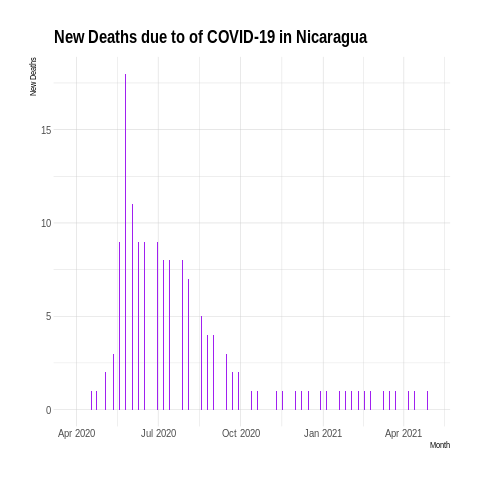 New Deaths due to of COVID-19 in Nicaragua
New Deaths
15
10
5
0
Apr 2020 Jul 2020 Oct 2020 Jan 2021 Apr 2021
Month